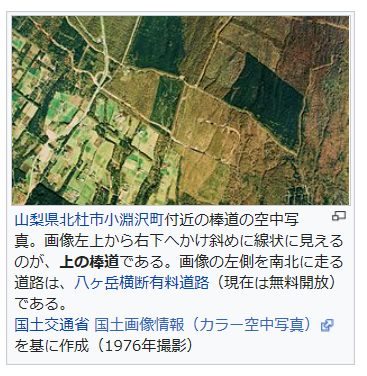 山梨県北杜市小淵沢町付近の棒道の空中写
真。画像左上から右下へかけ斜めに線状に見える
のが、上の棒道である。画像の左側を南北に走る
道路は、八ヶ岳横断有料道路（現在は無料開放）
である。
国土交通省 国土画像情報（カラー空中写真）
を基に作成（1976年撮影）